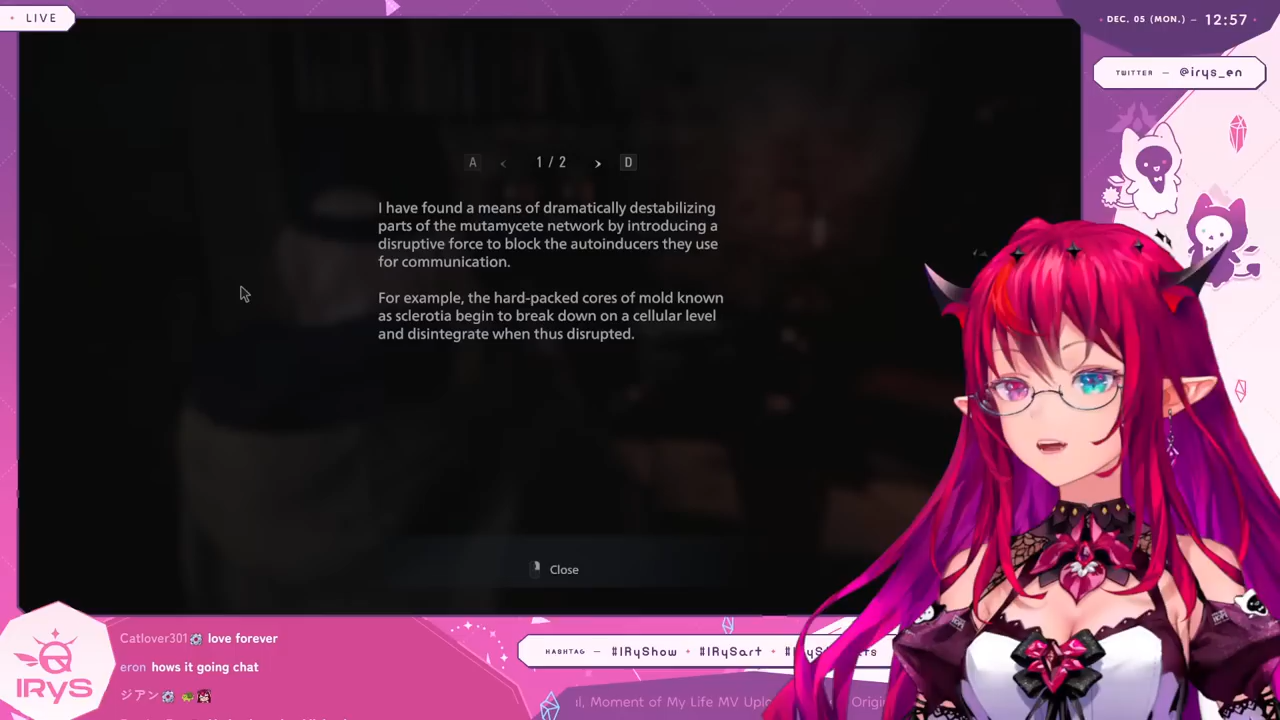 LIVE
DEC. 05 (MON.) – 12:57
TWITTER – @irys_en
A < 1 / 2 > D
I have found a means of dramatically destabilizing
parts of the mutamycete network by introducing a
disruptive force to block the autoinducers they use
for communication.
For example, the hard-packed cores of mold known
as sclerotia begin to break down on a cellular level
and disintegrate when thus disrupted.
Close
Catlover301 love forever
eron hows it going chat
ジアン
HASHTAG – #IRyShow • #IRySart •
Moment of My Life MV
IRyS